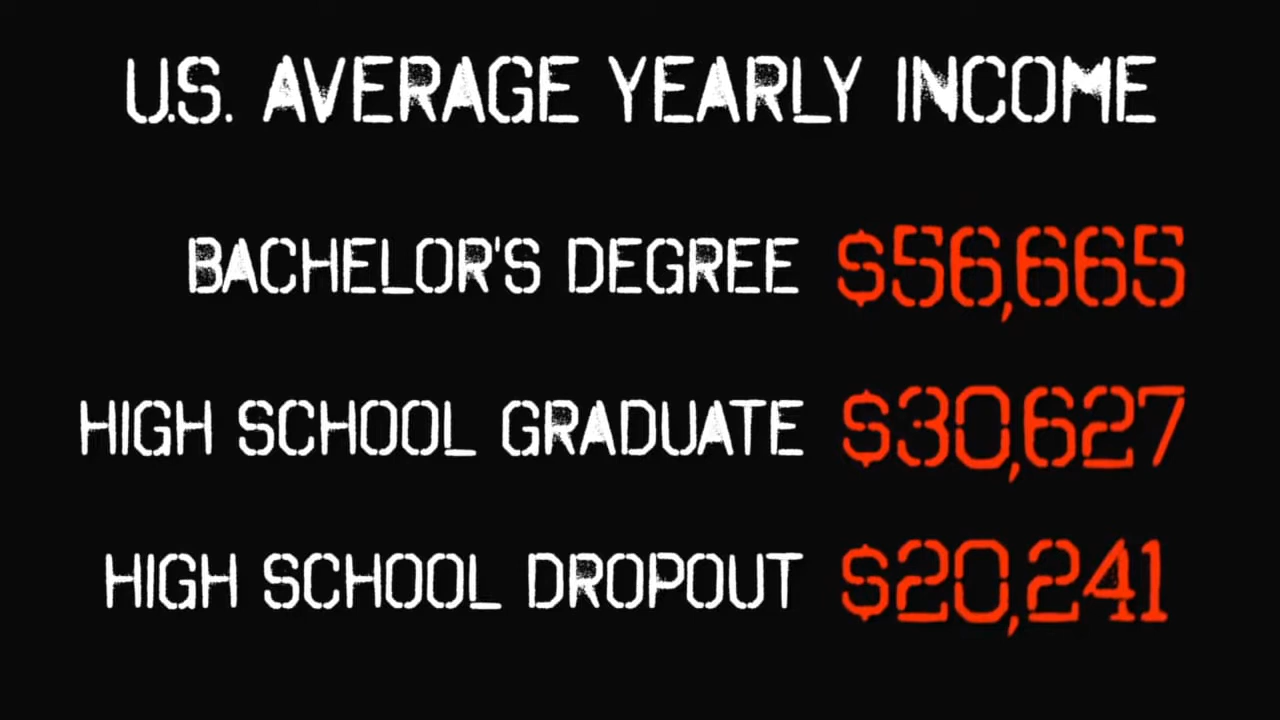 U.S. AVERAGE YEARLY INCOME
BACHELOR'S DEGREE $56,665
HIGH SCHOOL GRADUATE $30,627
HIGH SCHOOL DROPOUT $20,241